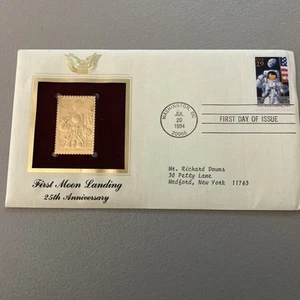 29
WASHINGTON, DC
JUL
20
1994
20066
FIRST DAY OF ISSUE
First Moon Landing
25th Anniversary
Mr. Richard Downs
30 Petty Lane
Medford, New York 11763